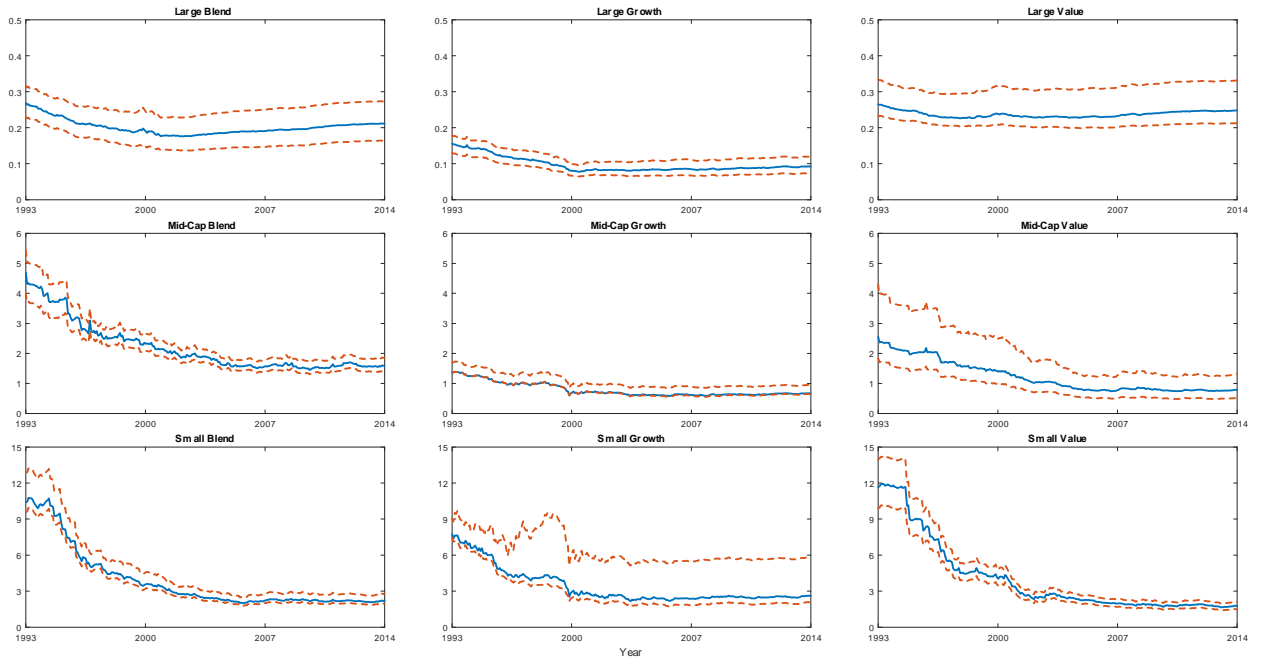 Large Blend Large Growth Large Value
0.5 0.5 0.5
0.4 0.4 0.4
0.3 0.3 0.3
0.2 0.2 0.2
0.1 0.1 0.1
0 0 0
1993 2000 2007 2014 1993 2000 2007 2014 1993 2000 2007 2014
Mid-Cap Blend Mid-Cap Growth Mid-Cap Value
6 6 6
5 5 5
4 4 4
3 3 3
2 2 2
1 1 1
0 0 0
1993 2000 2007 2014 1993 2000 2007 2014 1993 2000 2007 2014
Small Blend Small Growth Small Value
15 15 15
12 12 12
9 9 9
6 6 6
3 3 3
0 0 0
1993 2000 2007 2014 1993 2000 2007 2014 1993 2000 2007 2014
Year